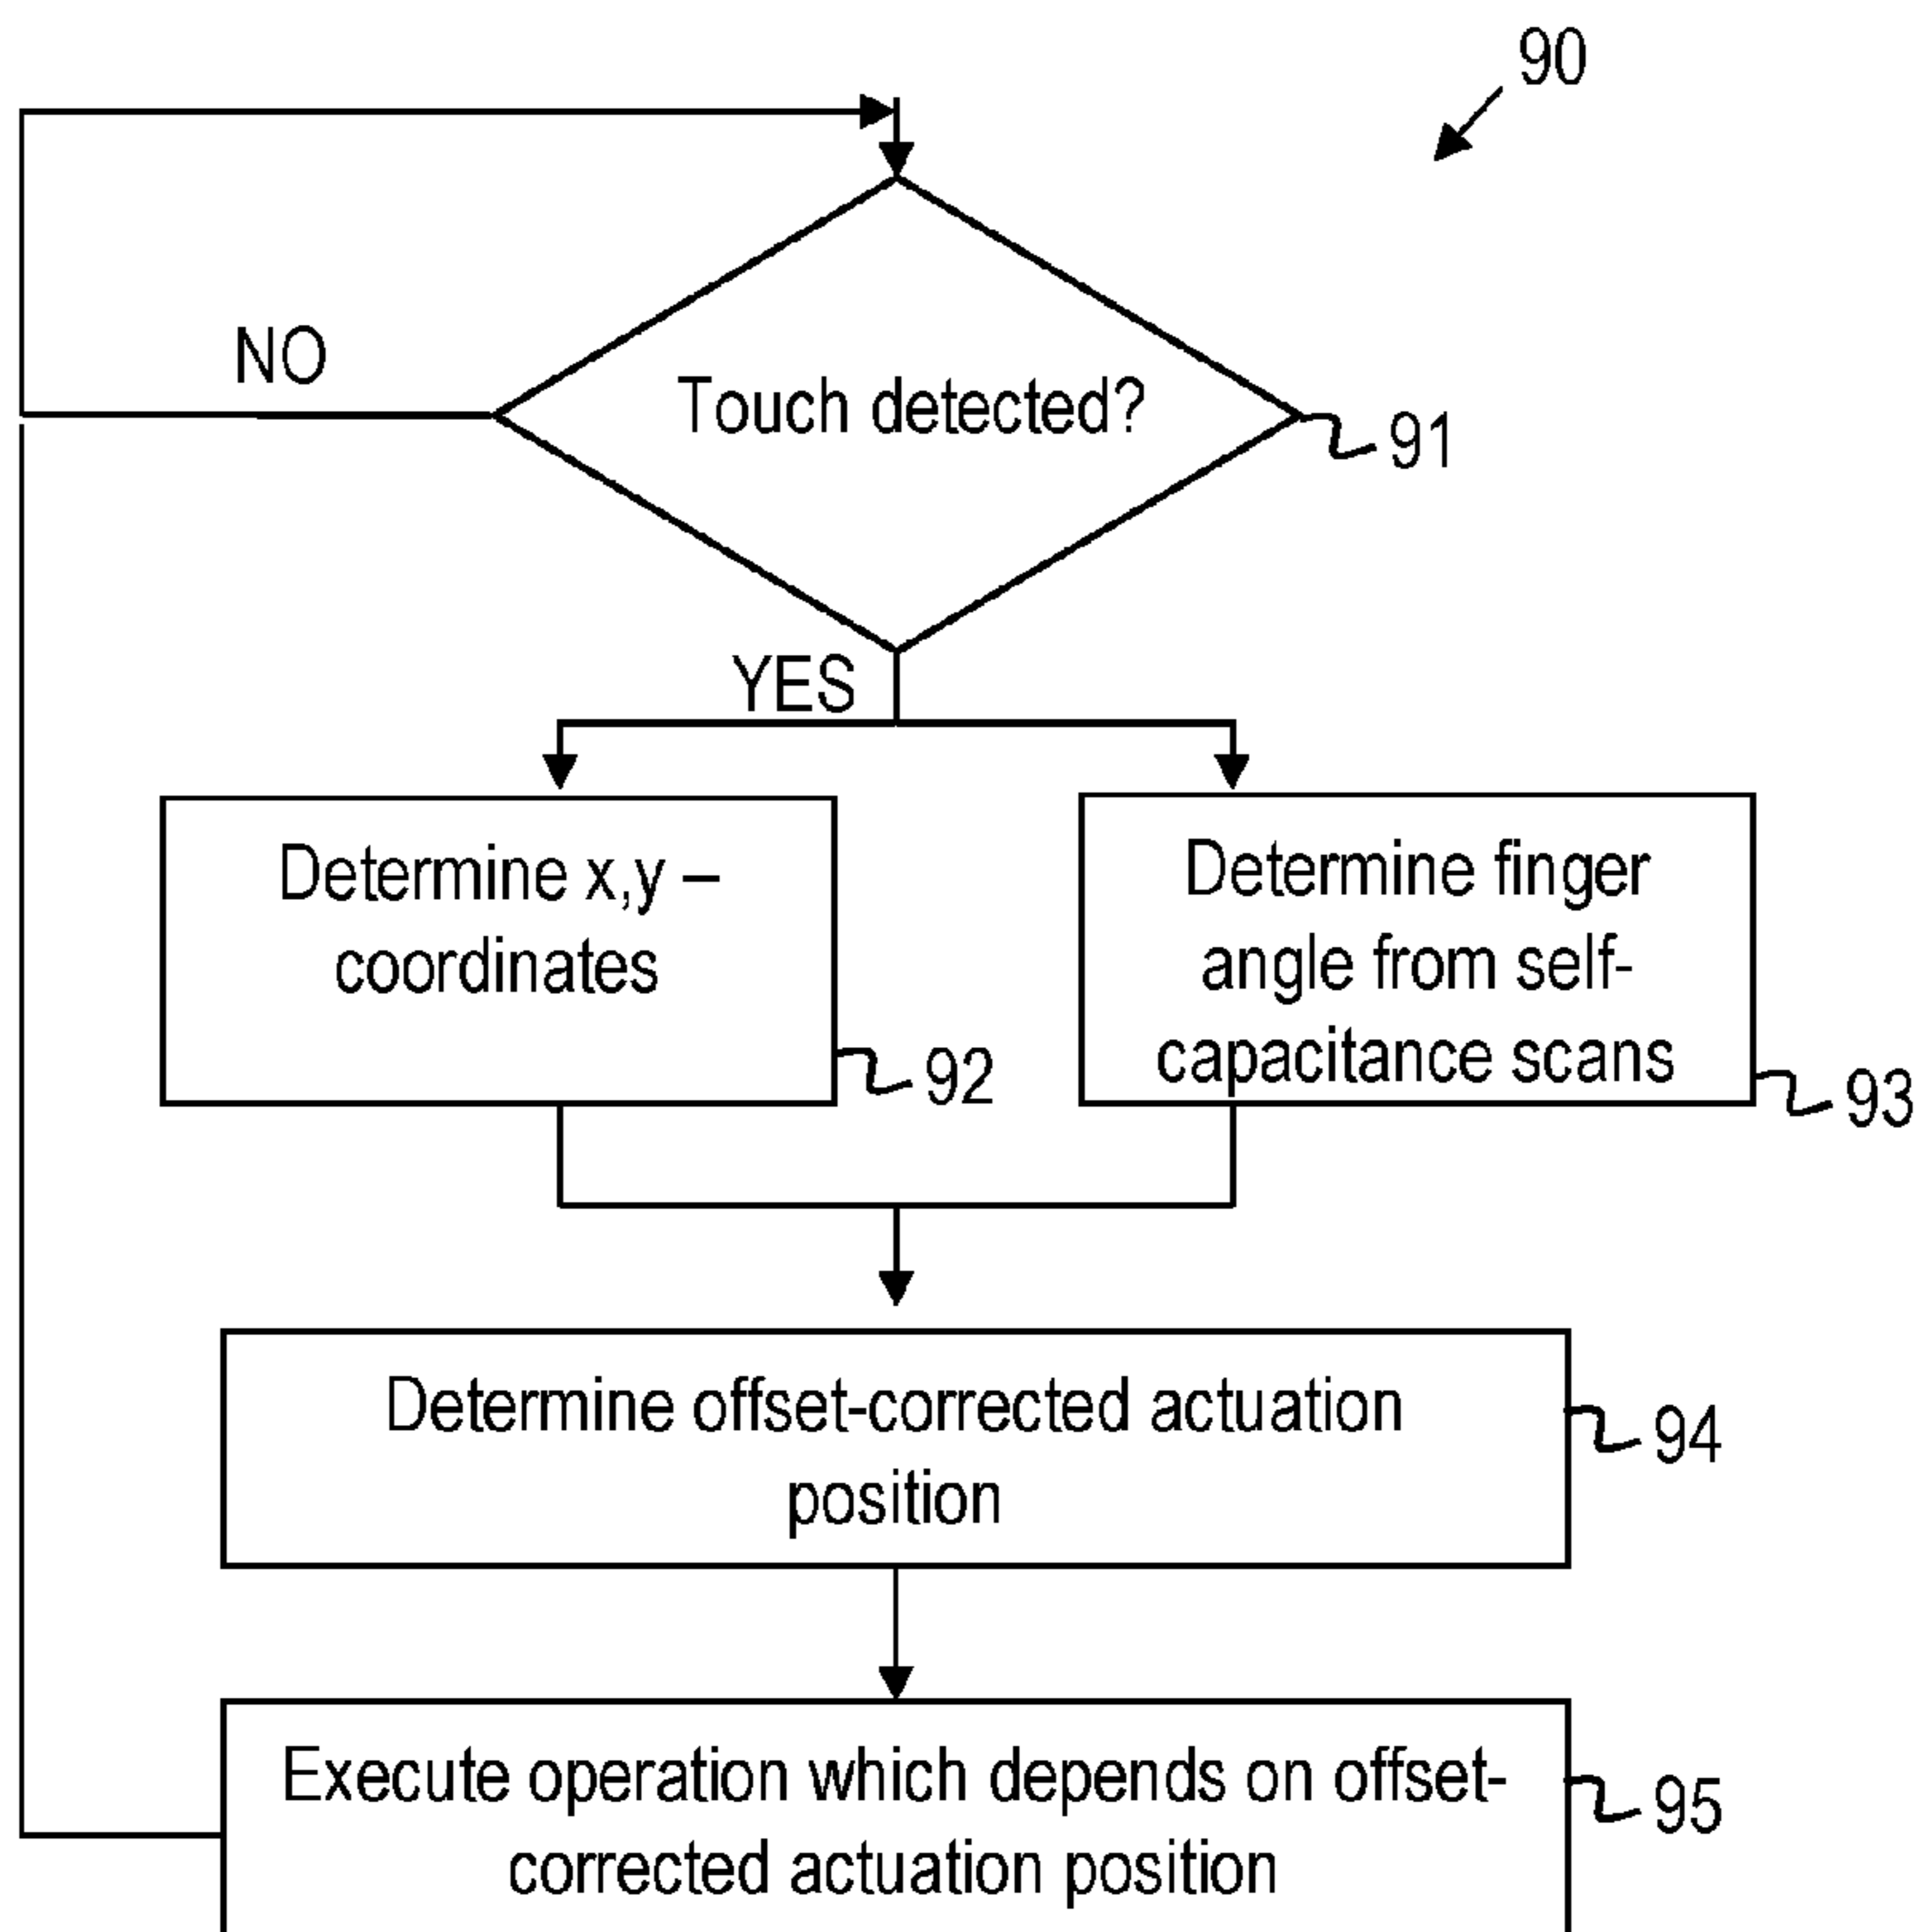 90
Touch detected?
NO
91
YES
Determine x,y –
coordinates
92
Determine finger
angle from self-
capacitance scans
93
Determine offset-corrected actuation
position
94
Execute operation which depends on offset-
corrected actuation position
95